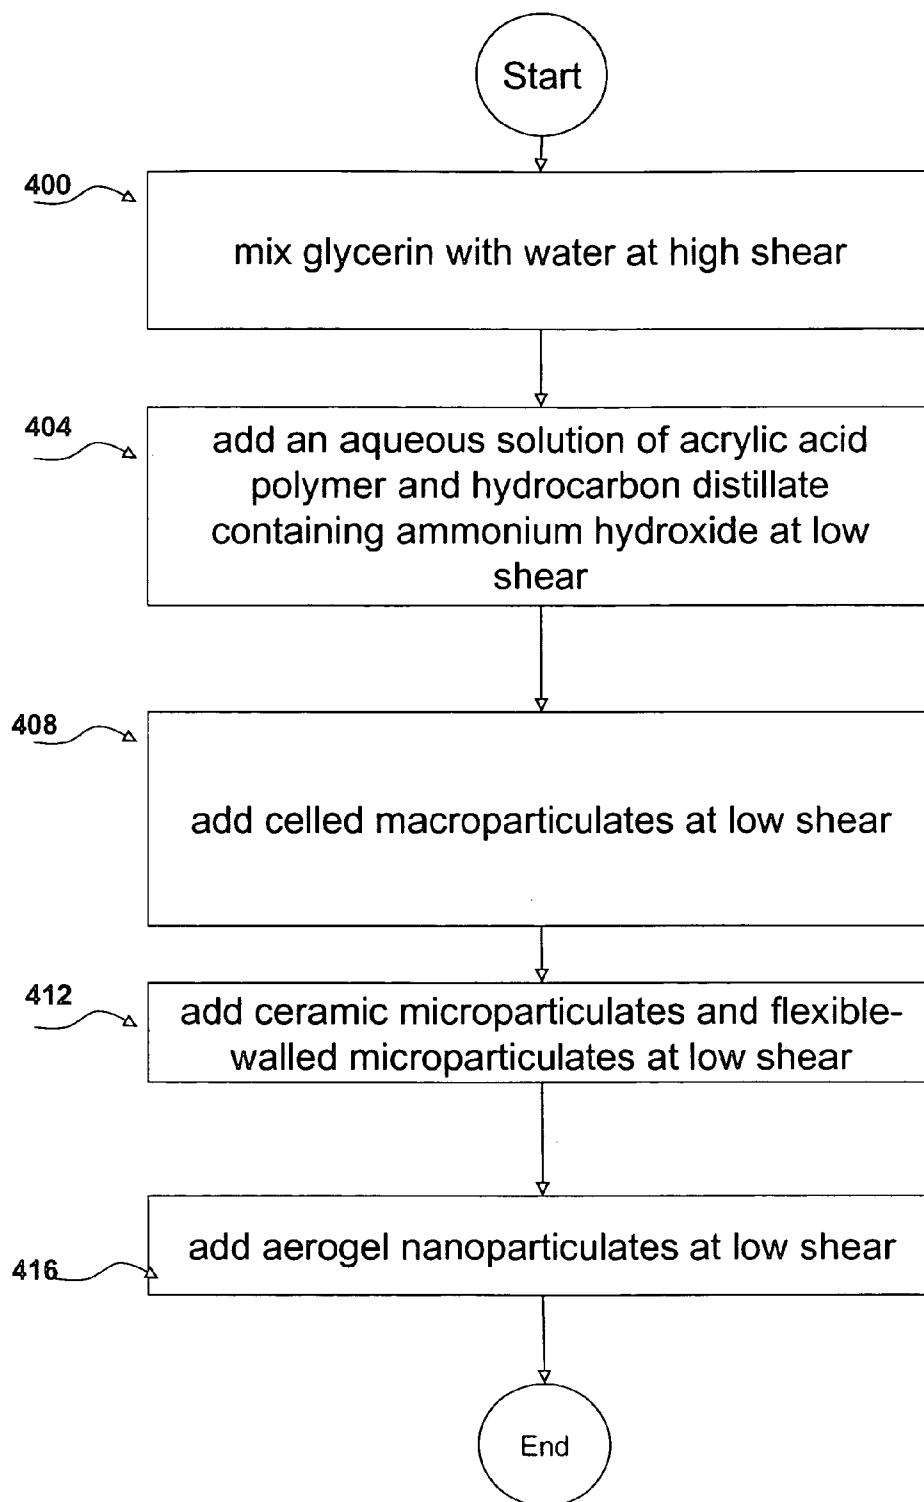 Start
400
mix glycerin with water at high shear
404
add an aqueous solution of acrylic acid
polymer and hydrocarbon distillate
containing ammonium hydroxide at low
shear
408
add celled macroparticulates at low shear
412
add ceramic microparticulates and flexible-
walled microparticulates at low shear
add aerogel nanoparticulates at low shear
416
End